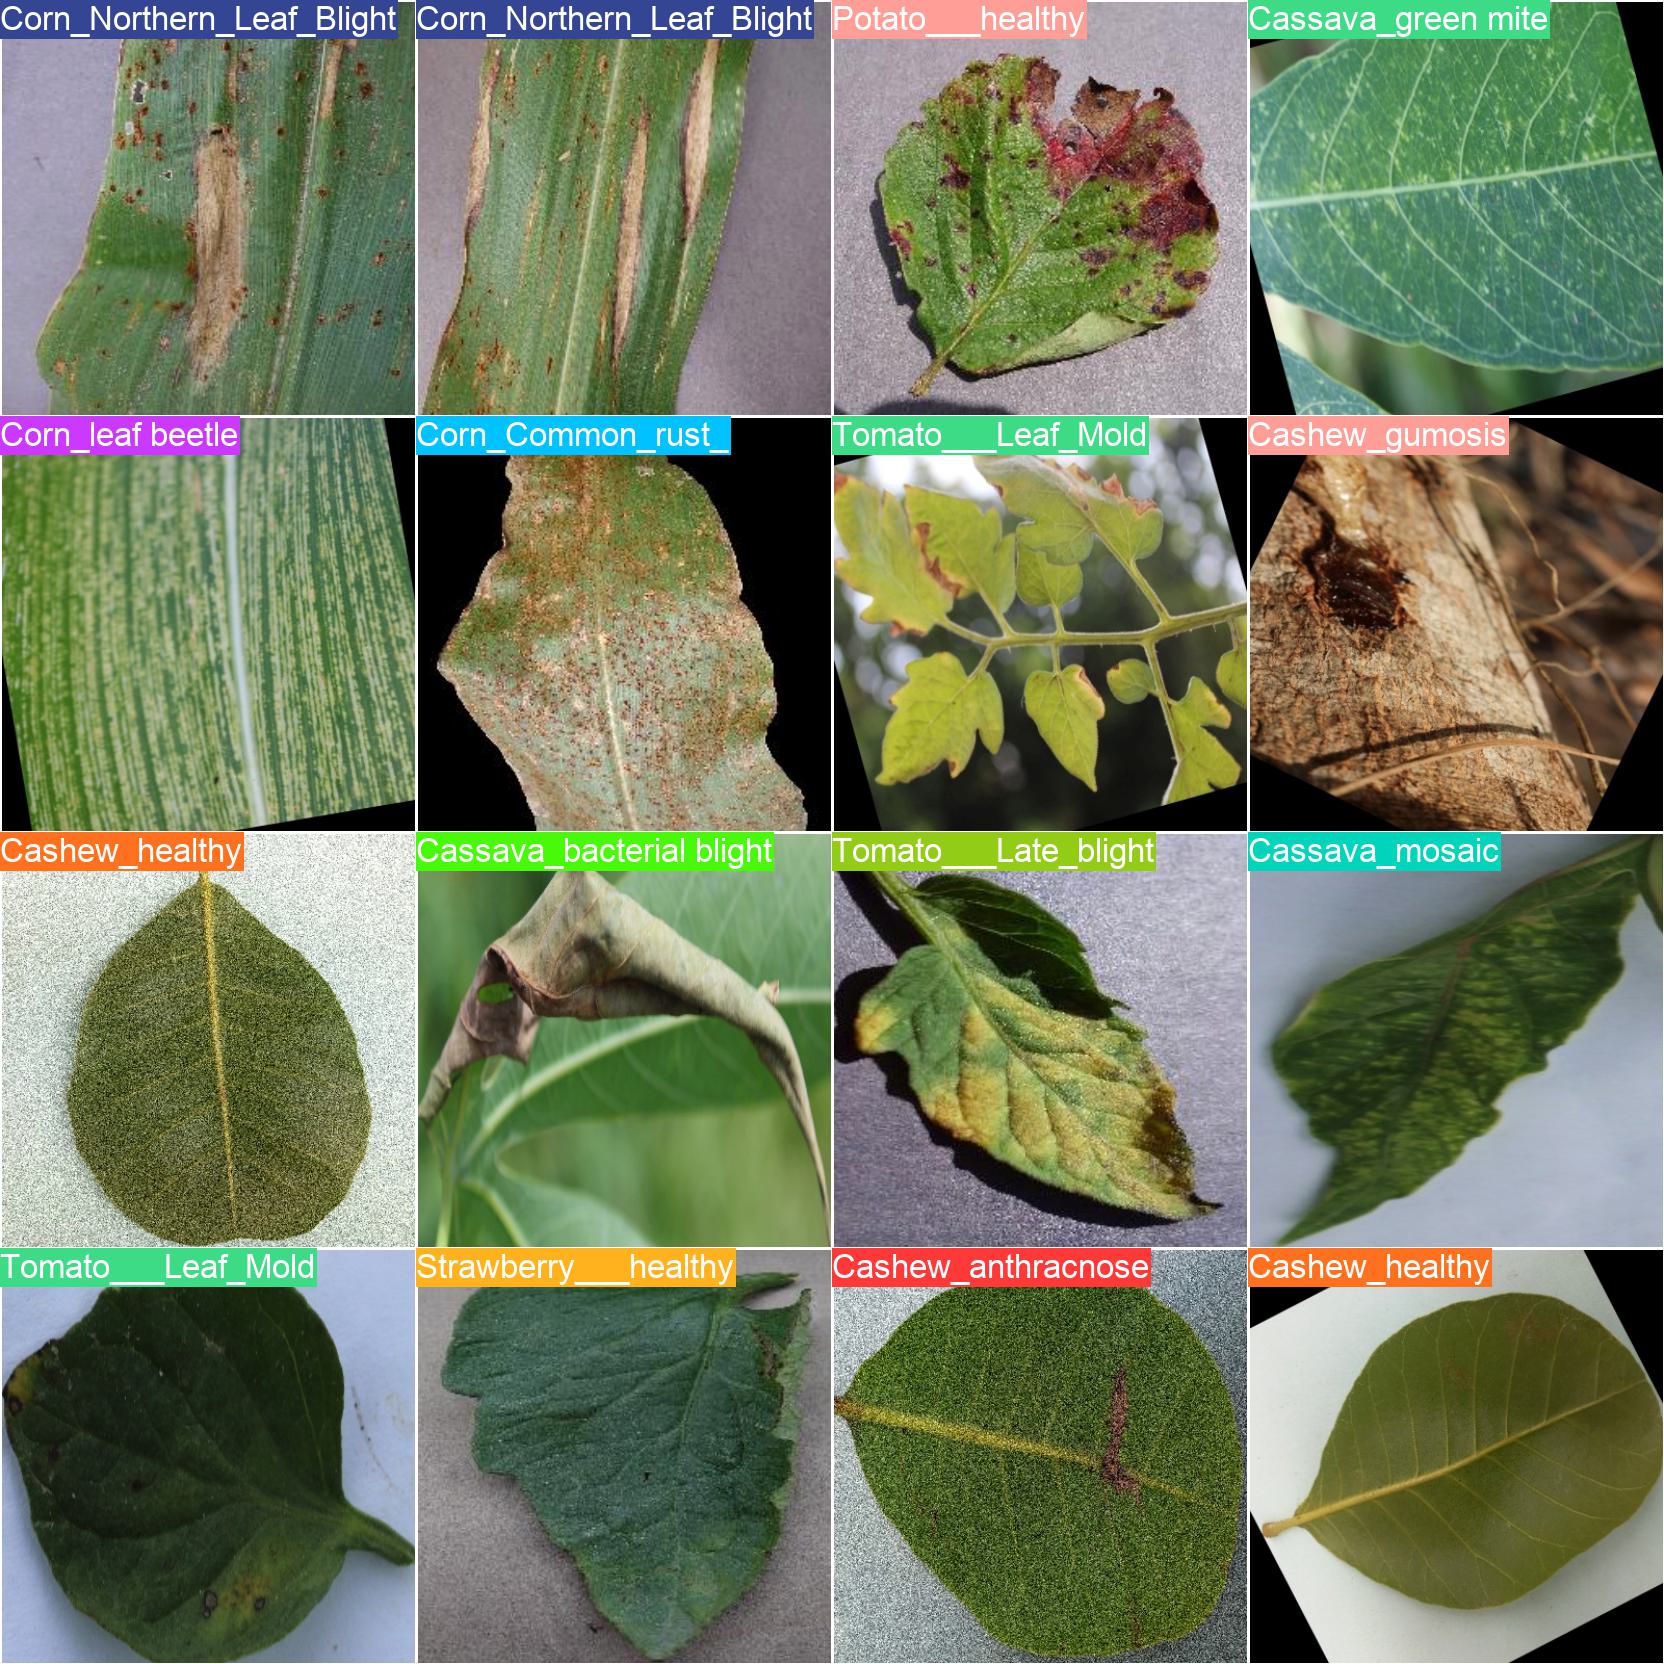 Corn_Northern_Leaf_Blight
Corn_Northern_Leaf_Blight
Potato___healthy
Cassava_green mite
Corn_leaf beetle
Corn_Common_rust_
Tomato___Leaf_Mold
Cashew_gumosis
Cashew_healthy
Cassava_bacterial blight
Tomato___Late_blight
Cassava_mosaic
Tomato___Leaf_Mold
Strawberry___healthy
Cashew_anthracnose
Cashew_healthy